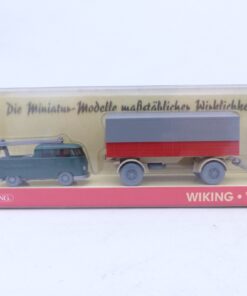 Die Miniatur-Modelle maßstäblicher Wirklichkeit
WIKING •